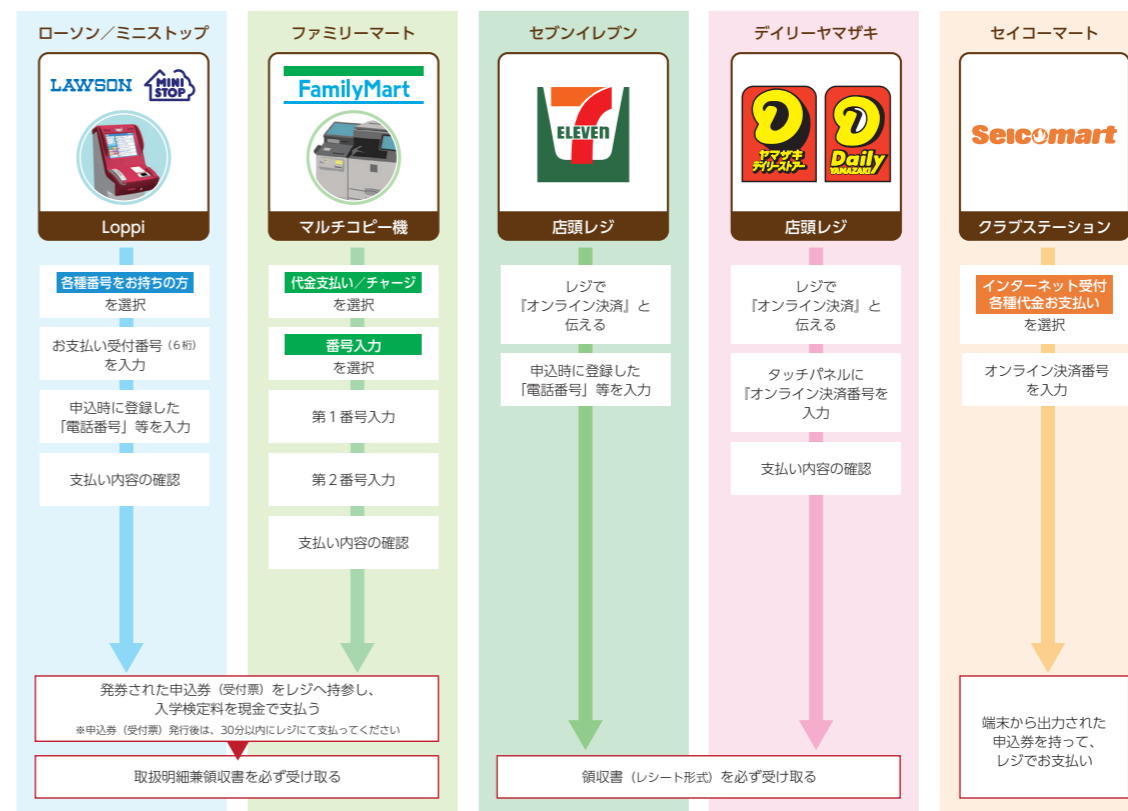 ローソン／ミニストップ
LAWSON
MINI
STOP
Loppi
各種番号をお持ちの方
を選択
お支払い受付番号（6桁）
を入力
申込時に登録した
「電話番号」等を入力
支払い内容の確認
ファミリーマート
FamilyMart
マルチコピー機
代金支払い／チャージ
を選択
番号入力
を選択
第１番号入力
第２番号入力
支払い内容の確認
発券された申込券（受付票）をレジへ持参し、
入学検定料を現金で支払う
※申込券（受付票）発行後は、30分以内にレジにて支払ってください
取扱明細兼領収書を必ず受け取る
セブンイレブン
7
ELEVEn
店頭レジ
レジで
『オンライン決済』と
伝える
申込時に登録した
「電話番号」等を入力
デイリーヤマザキ
ヤマザキ
デイリーストアー
Daily
YAMAZAKI
店頭レジ
レジで
『オンライン決済』と
伝える
タッチパネルに
『オンライン決済番号を
入力
支払い内容の確認
領収書（レシート形式）を必ず受け取る
セイコーマート
Seicomart
クラブステーション
インターネット受付
各種代金お支払い
を選択
オンライン決済番号
を入力
端末から出力された
申込券を持って、
レジでお支払い